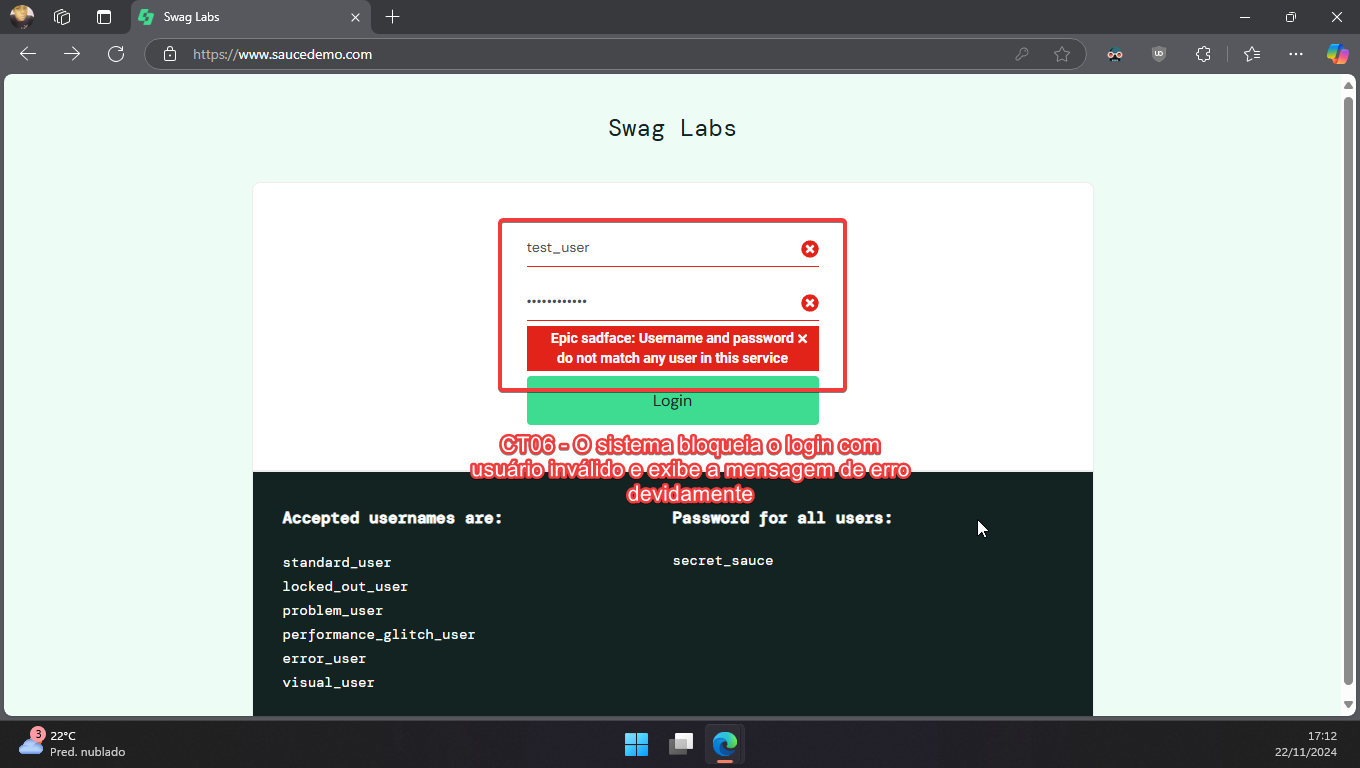 Swag Labs
https://www.saucedemo.com
UD
Swag Labs
test_user
••••••••••••
Epic sadface: Username and password
do not match any user in this service
Login
CT06 - O sistema bloqueia o login com
usuário inválido e exibe a mensagem de erro
devidamente
Accepted usernames are:
standard_user
locked_out_user
problem_user
performance_glitch_user
error_user
visual_user
Password for all users:
secret_sauce
3
22°C
Pred. nublado
17:12
22/11/2024